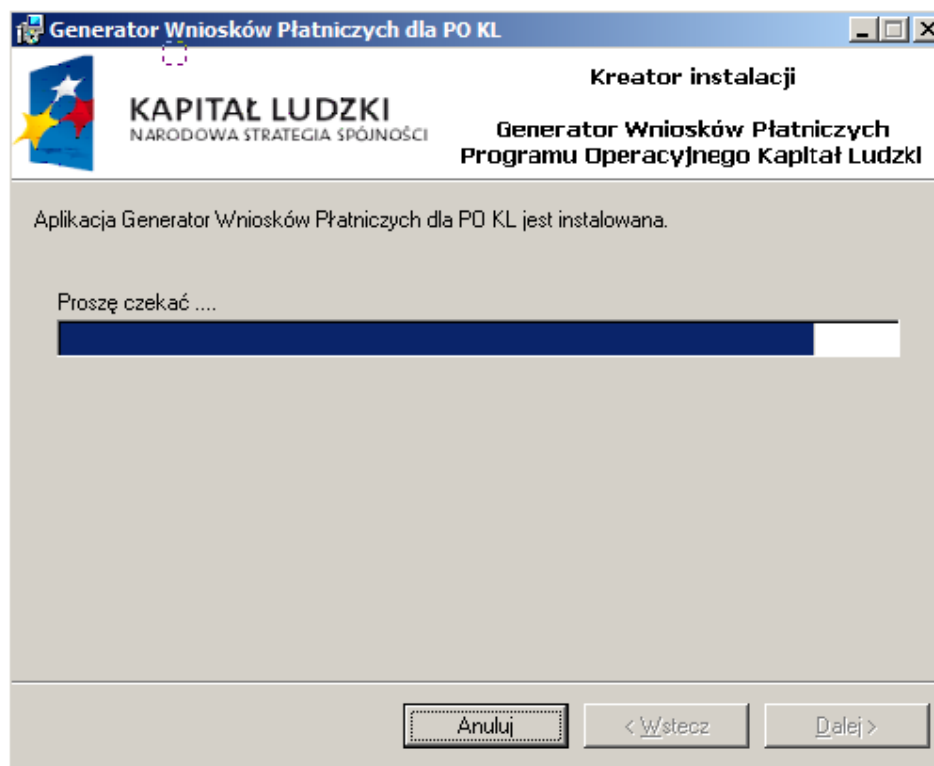 Generator Wniosków Płatniczych dla PO KL
KAPITAŁ LUDZKI
NARODOWA STRATEGIA SPÓJNOŚCI
Kreator instalacji
Generator Wniosków Płatniczych
Programu Operacyjnego Kapitał Ludzki
Aplikacja Generator Wniosków Płatniczych dla PO KL jest instalowana.
Proszę czekać ....
Anuluj
< Wstecz
Dalej >